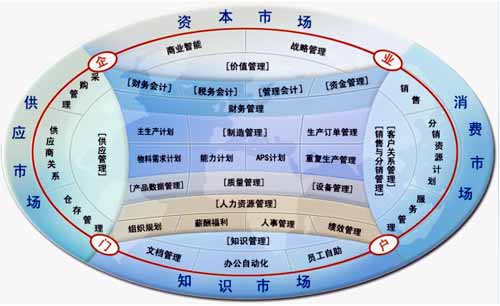 资本市场
商业智能
战略管理
[价值管理]
企
业
[财务会计]
[税务会计]
[管理会计]
[资金管理]
财务管理
供应市场
采购管理
供应商关系
仓存管理
[供应管理]
主生产计划
[制造管理]
生产订单管理
物料需求计划
能力计划
APS计划
重复生产管理
[产品数据管理]
[质量管理]
[设备管理]
[客户关系管理]
[销售与分销管理]
销售
分销资源计划
服务管理
消费市场
[人力资源管理]
组织规划
薪酬福利
人事管理
绩效管理
门
户
[知识管理]
文档管理
办公自动化
员工自助
知识市场